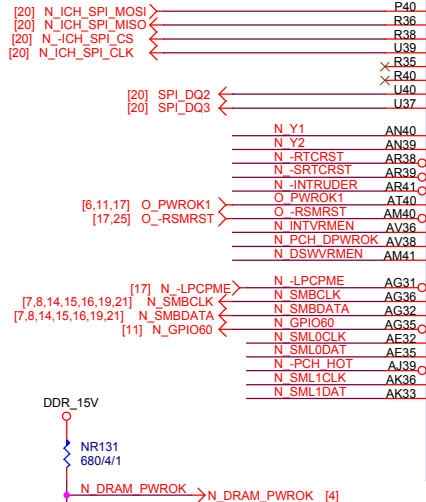 [20] N_ICH_SPI_MOSI P40
[20] N_ICH_SPI_MISO R36
[20] N_-ICH_SPI_CS R38
[20] N_ICH_SPI_CLK U39
R35
R40
[20] SPI_DQ2 U40
[20] SPI_DQ3 U37
N_Y1 AN40
N_Y2 AN39
N_-RTCRST AR38
N_-SRTCRST AR39
N_-INTRUDER AR41
[6,11,17] O_PWROK1 O_PWROK1 AT40
[17,25] O_-RSMRST O_-RSMRST AM40
N_INTVRMEN AV36
N_PCH_DPWROK AV38
N_DSWVRMEN AM41
[17] N_-LPCPME N_-LPCPME AG31
[7,8,14,15,16,19,21] N_SMBCLK N_SMBCLK AG36
[7,8,14,15,16,19,21] N_SMBDATA N_SMBDATA AG32
[11] N_GPIO60 N_GPIO60 AG35
N_SML0CLK AE32
N_SML0DAT AE35
N_-PCH_HOT AJ39
N_SML1CLK AK36
N_SML1DAT AK33
DDR_15V
NR131
680/4/1
N_DRAM_PWROK N_DRAM_PWROK [4]